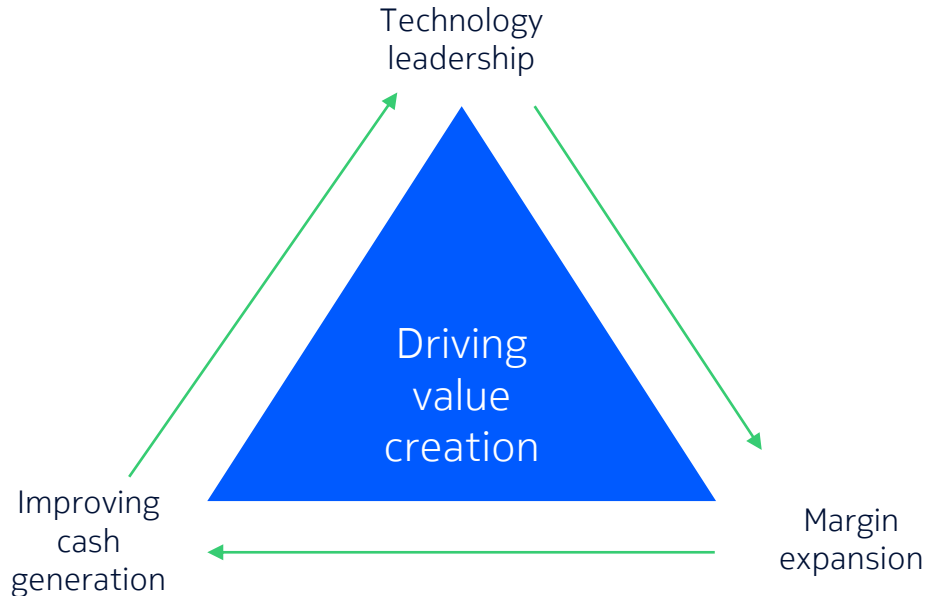 Technology
leadership
Driving
value
creation
Improving
cash
generation
Margin
expansion